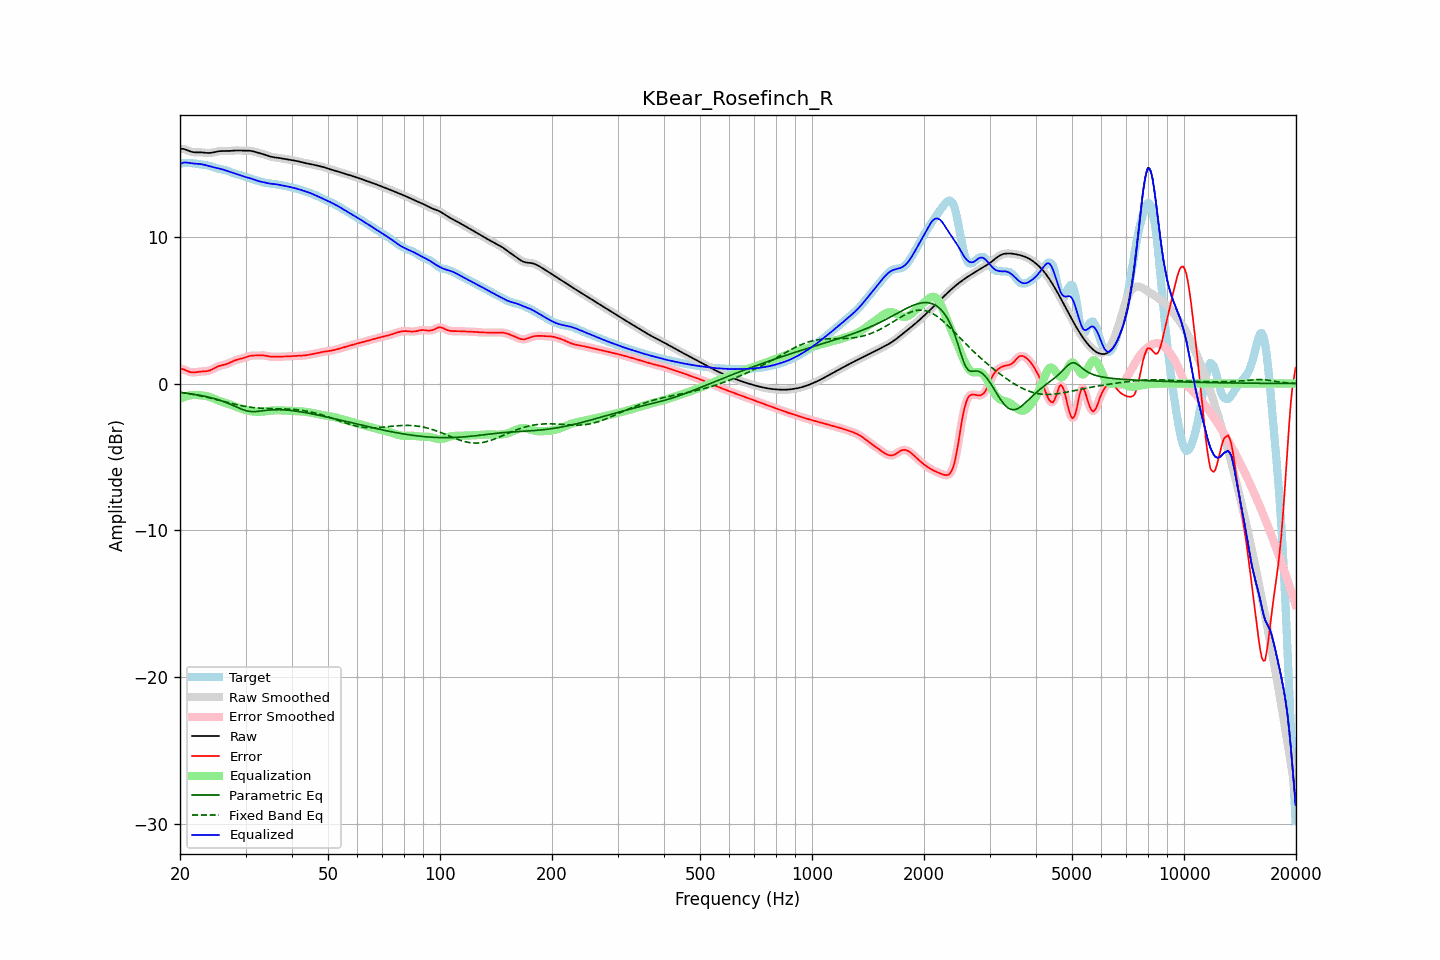 KBear_Rosefinch_R
Amplitude (dBr)
10
0
−10
−20
−30
20
50
100
200
500
1000
2000
5000
10000
20000
Frequency (Hz)
Target
Raw Smoothed
Error Smoothed
Raw
Error
Equalization
Parametric Eq
Fixed Band Eq
Equalized